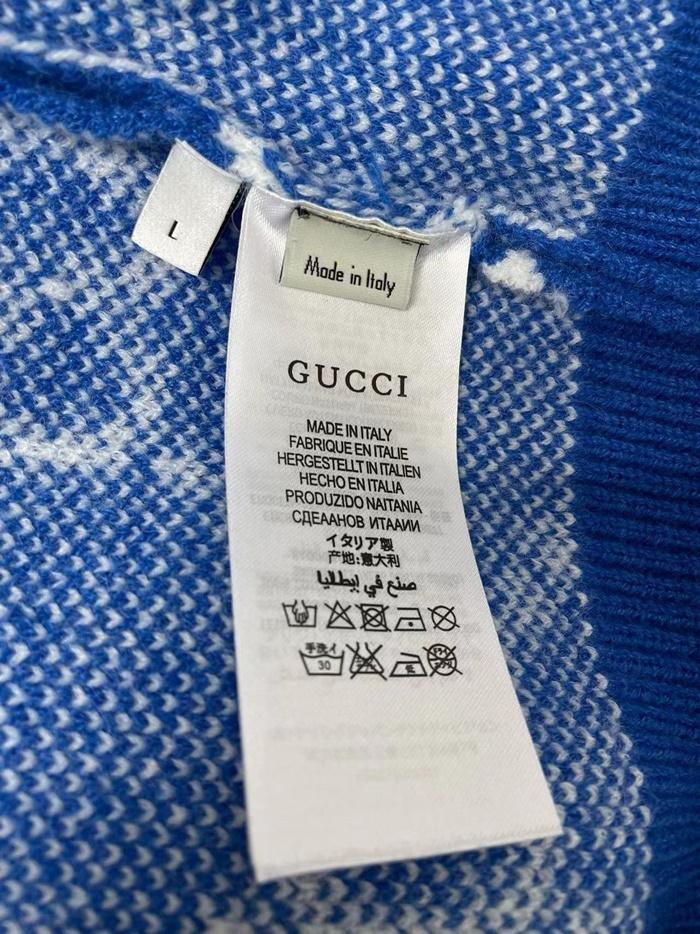 L
Made in Italy
GUCCI
MADE IN ITALY
FABRIQUE EN ITALIE
HERGESTELLT IN ITALIEN
HECHO EN ITALIA
PRODUZIDO NAITANIA
СДЕААНОВ ИТААИИ
イタリア製
产地:意大利
صنع في إيطاليا
手洗イ
30
低